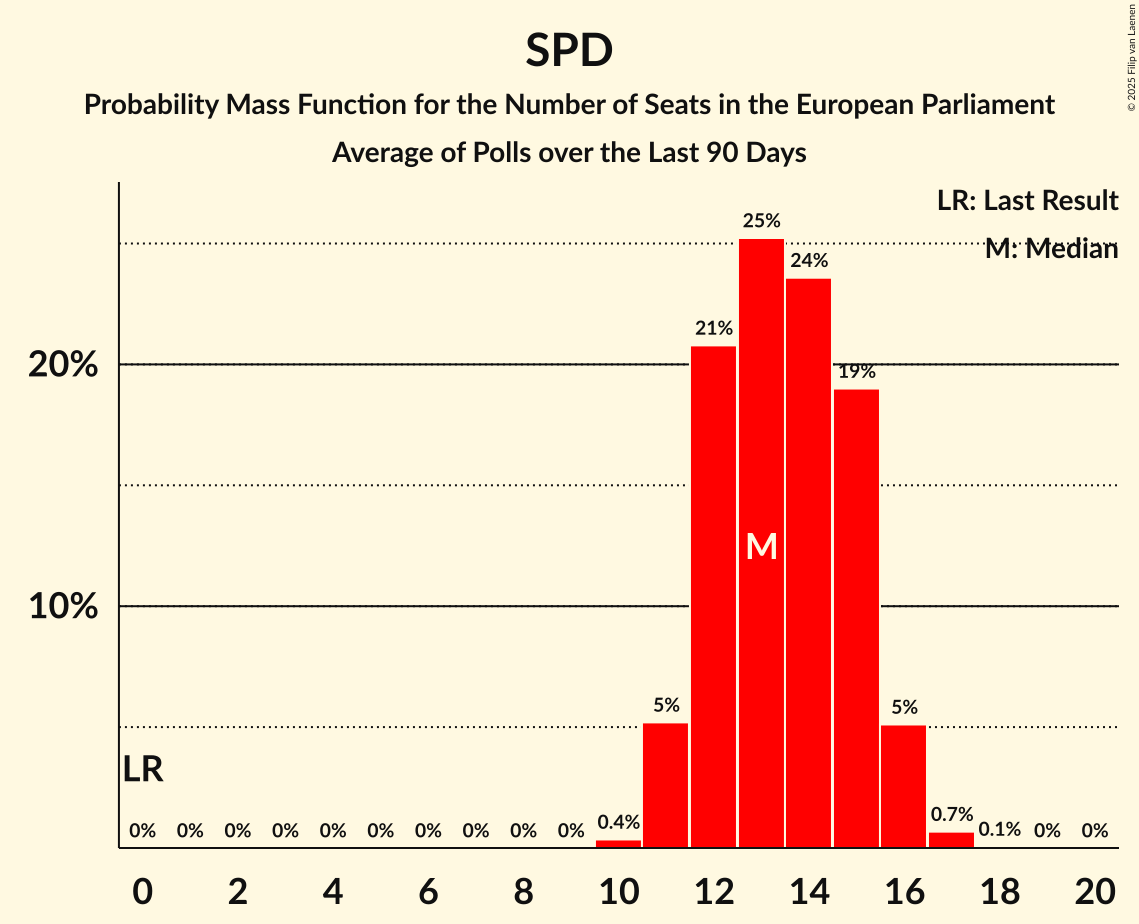 SPD
Probability Mass Function for the Number of Seats in the European Parliament
Average of Polls over the Last 90 Days
© 2025 Filip van Laenen
LR: Last Result
M: Median
25%
24%
21%
20%
19%
M
10%
5%
5%
LR
0%
0%
0%
0%
0%
0%
0%
0%
0%
0%
0.4%
0.7%
0.1%
0%
0%
0 2 4 6 8 10 12 14 16 18 20